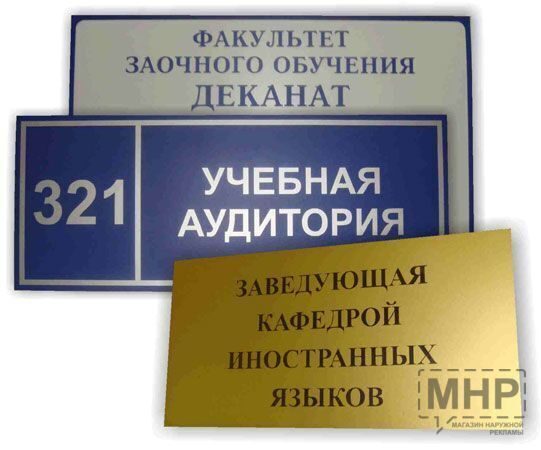 ФАКУЛЬТЕТ
ЗАОЧНОГО ОБУЧЕНИЯ
ДЕКАНАТ
321
УЧЕБНАЯ
АУДИТОРИЯ
ЗАВЕДУЮЩАЯ
КАФЕДРОЙ
ИНОСТРАННЫХ
ЯЗЫКОВ
МНР
МАГАЗИН НАРУЖНОЙ
РЕКЛАМЫ